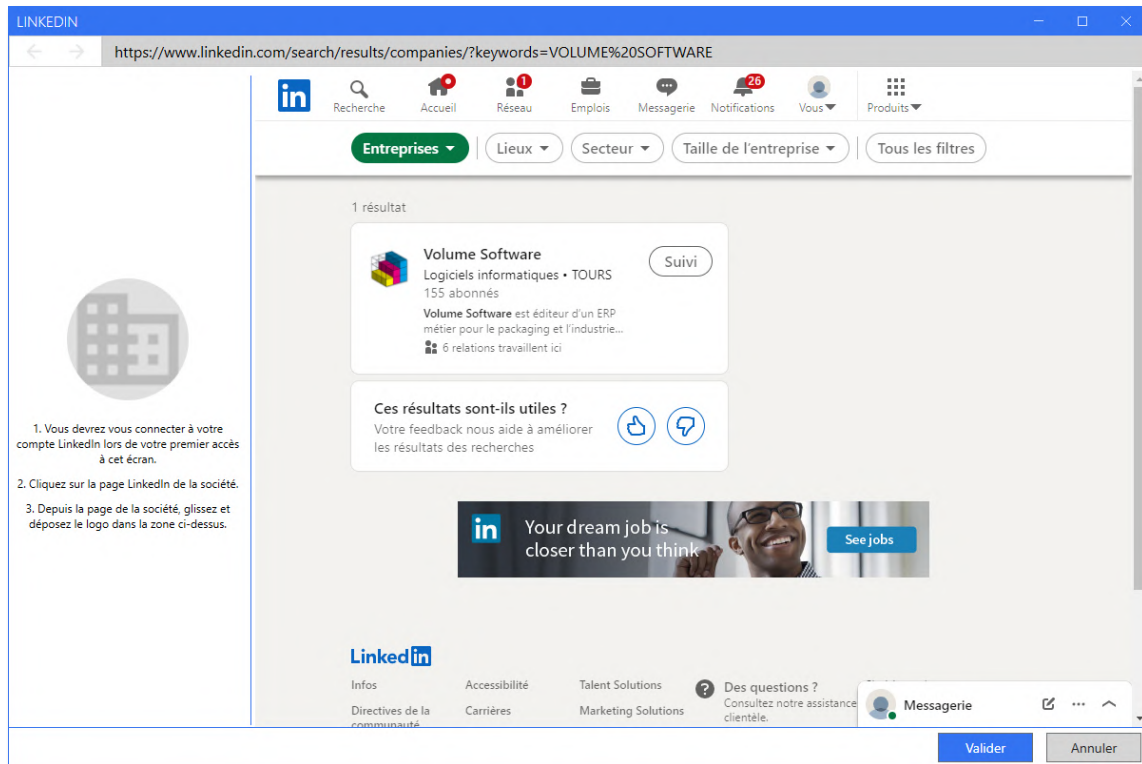 LINKEDIN
https://www.linkedin.com/search/results/companies/?keywords=VOLUME%20SOFTWARE
1. Vous devrez vous connecter à votre
compte LinkedIn lors de votre premier accès
à cet écran.
2. Cliquez sur la page LinkedIn de la société.
3. Depuis la page de la société, glissez et
déposez le logo dans la zone ci-dessus.
in
Recherche
Accueil
1
Réseau
Emplois
Messagerie
26
Notifications
Vous
Produits
Entreprises
Lieux
Secteur
Taille de l'entreprise
Tous les filtres
1 résultat
Volume Software
Logiciels informatiques • TOURS
155 abonnés
Volume Software est éditeur d'un ERP
métier pour le packaging et l'industrie...
6 relations travaillent ici
Suivi
Ces résultats sont-ils utiles ?
Votre feedback nous aide à améliorer
les résultats des recherches
in
Your dream job is
closer than you think
See jobs
Linkedin
Infos
Accessibilité
Talent Solutions
Directives de la
communauté
Carrières
Marketing Solutions
?
Des questions ?
Consultez notre assistance
clientèle.
Messagerie
Valider
Annuler